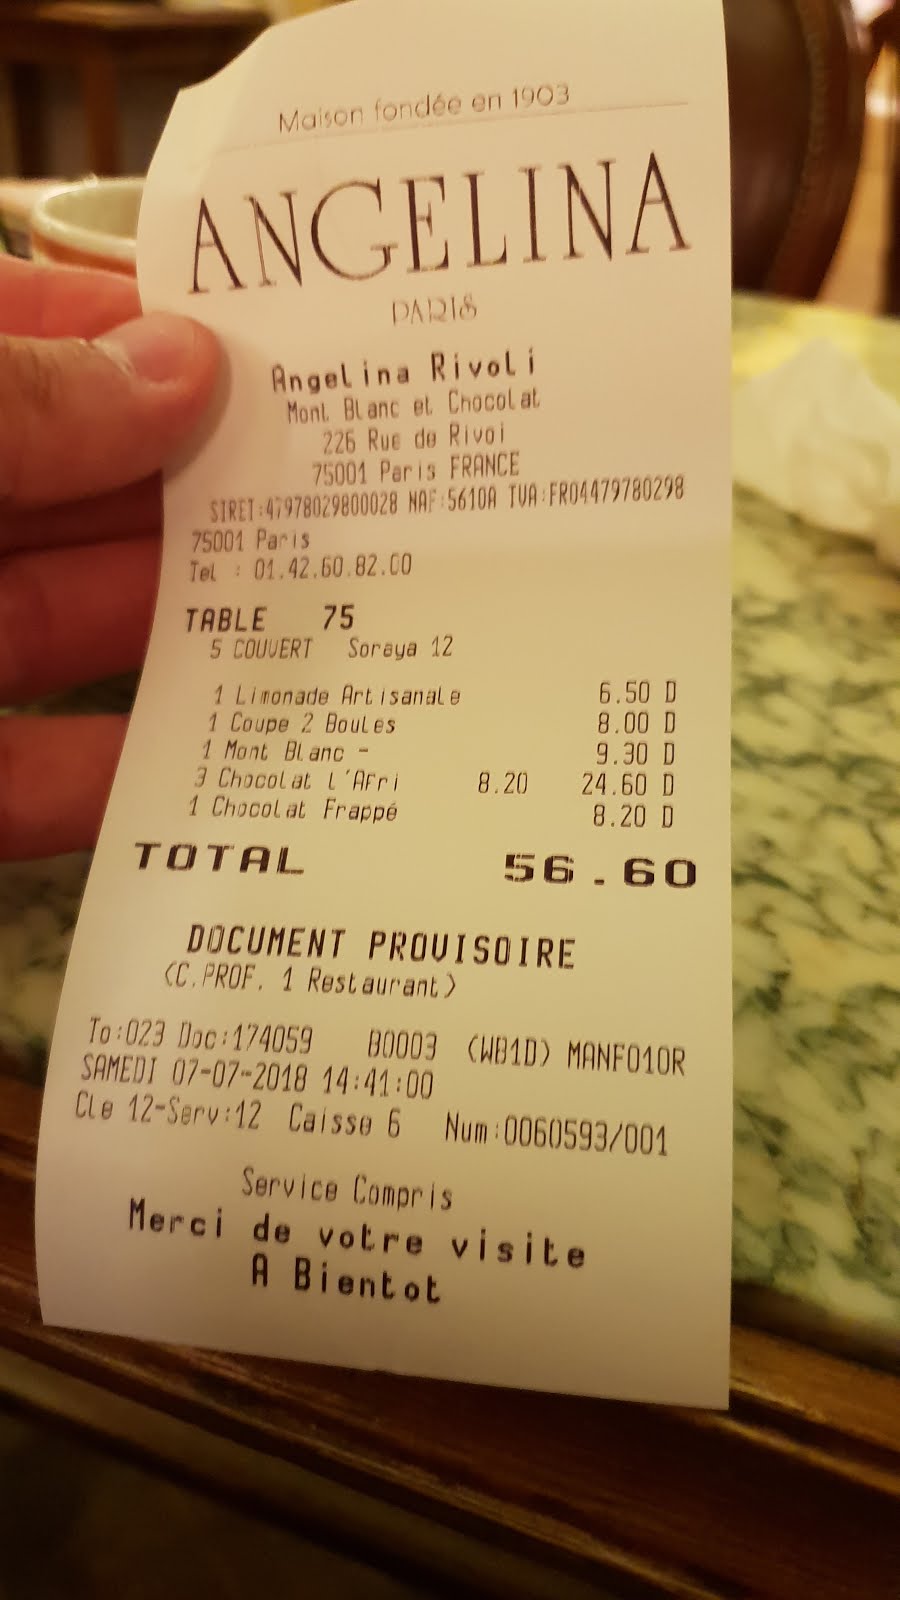 Maison fondée en 1903
ANGELINA
PARIS
Angelina Rivoli
Mont Blanc et Chocolat
226 Rue de Rivoi
75001 Paris FRANCE
SIRET:47978029800028 NAF:5610A TVA:FR04479780298
75001 Paris
Tel : 01.42.60.82.00
TABLE 75
5 COUVERT Soraya 12
1 Limonade Artisanale 6.50 D
1 Coupe 2 Boules 8.00 D
1 Mont Blanc - 9.30 D
3 Chocolat l'Afri 8.20 24.60 D
1 Chocolat Frappé 8.20 D
TOTAL 56.60
DOCUMENT PROVISOIRE
(C.PROF. 1 Restaurant)
To:023 Doc:174059 B0003 (WB1D) MANF010R
SAMEDI 07-07-2018 14:41:00
Cle 12-Serv:12 Caisse 6 Num:0060593/001
Service Compris
Merci de votre visite
A Bientot